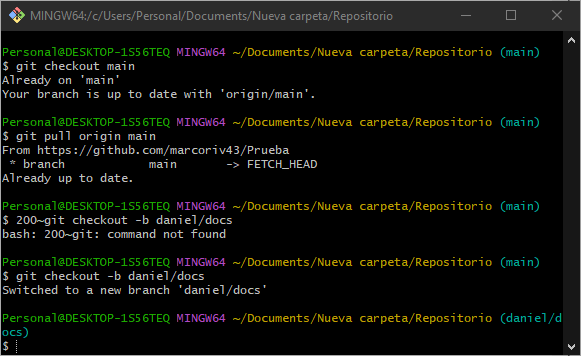 MINGW64:/c/Users/Personal/Documents/Nueva carpeta/Repositorio
Personal@DESKTOP-1S56TEQ MINGW64 ~/Documents/Nueva carpeta/Repositorio (main)
$ git checkout main
Already on 'main'
Your branch is up to date with 'origin/main'.
Personal@DESKTOP-1S56TEQ MINGW64 ~/Documents/Nueva carpeta/Repositorio (main)
$ git pull origin main
From https://github.com/marcoriv43/Prueba
 * branch            main       -> FETCH_HEAD
Already up to date.
Personal@DESKTOP-1S56TEQ MINGW64 ~/Documents/Nueva carpeta/Repositorio (main)
$ 200~git checkout -b daniel/docs
bash: 200~git: command not found
Personal@DESKTOP-1S56TEQ MINGW64 ~/Documents/Nueva carpeta/Repositorio (main)
$ git checkout -b daniel/docs
Switched to a new branch 'daniel/docs'
Personal@DESKTOP-1S56TEQ MINGW64 ~/Documents/Nueva carpeta/Repositorio (daniel/d
ocs)
$